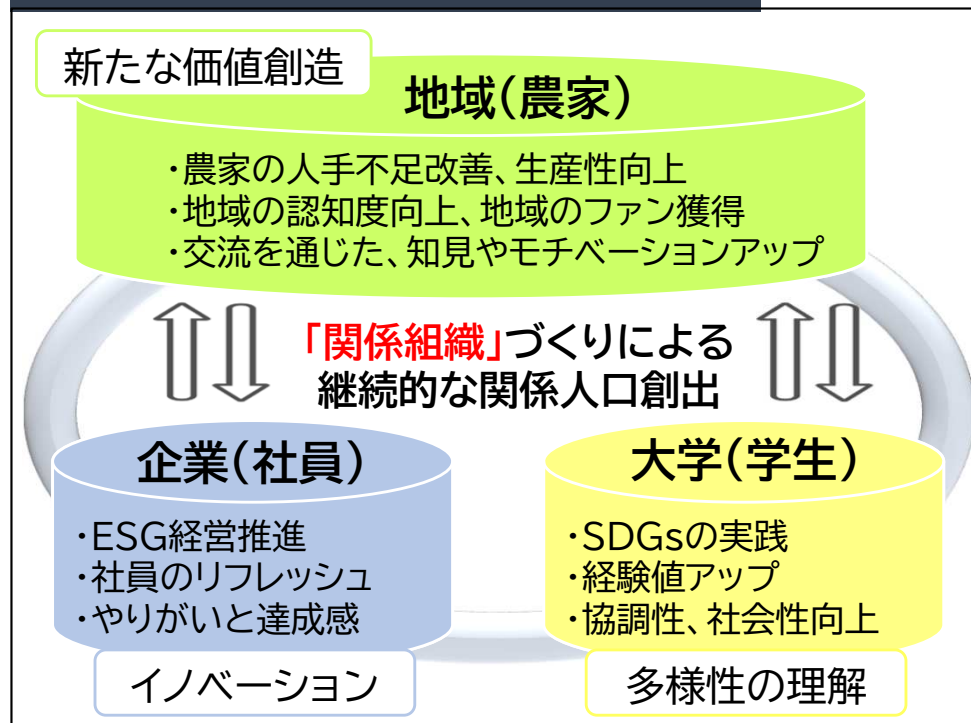 新たな価値創造
地域(農家)
・農家の人手不足改善、生産性向上
・地域の認知度向上、地域のファン獲得
・交流を通じた、知見やモチベーションアップ
「関係組織」づくりによる
継続的な関係人口創出
企業(社員)
・ESG経営推進
・社員のリフレッシュ
・やりがいと達成感
イノベーション
大学(学生)
・SDGsの実践
・経験値アップ
・協調性、社会性向上
多様性の理解